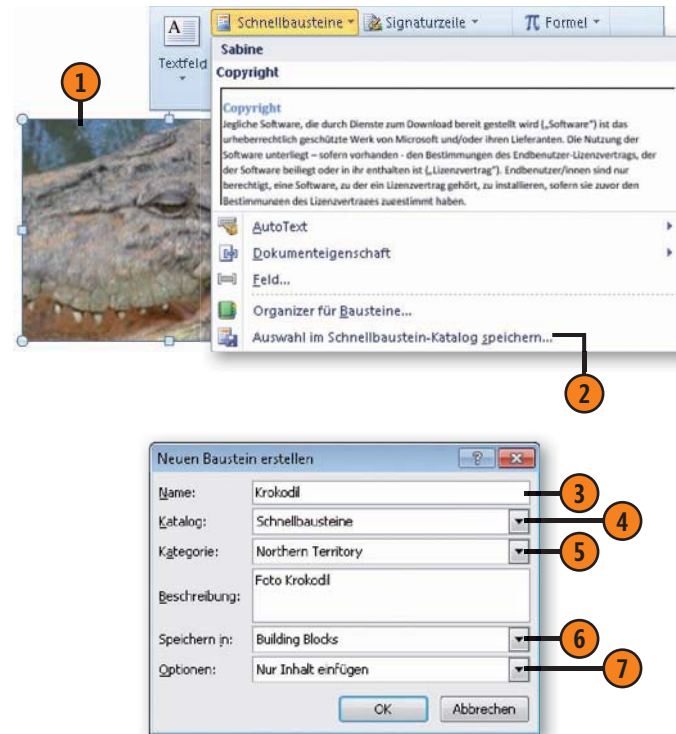 A
Schnellbausteine
Signaturzeile
π Formel
Textfeld
Sabine
Copyright
Copyright
Jegliche Software, die durch Dienste zum Download bereit gestellt wird („Software") ist das
urheberrechtlich geschützte Werk von Microsoft und/oder ihren Lieferanten. Die Nutzung der
Software unterliegt – sofern vorhanden - den Bestimmungen des Endbenutzer-Lizenzvertrags, der
der Software beiliegt oder in ihr enthalten ist („Lizenzvertrag"). Endbenutzer/innen sind nur
berechtigt, eine Software, zu der ein Lizenzvertrag gehört, zu installieren, sofern sie zuvor den
Bestimmungen des Lizenzvertrages zugestimmt haben.
AutoText
Dokumenteigenschaft
Feld...
Organizer für Bausteine...
Auswahl im Schnellbaustein-Katalog speichern...
1
2
Neuen Baustein erstellen
?
Name: Krokodil
3
Katalog: Schnellbausteine
4
Kategorie: Northern Territory
5
Beschreibung: Foto Krokodil
Speichern in: Building Blocks
6
Optionen: Nur Inhalt einfügen
7
OK
Abbrechen